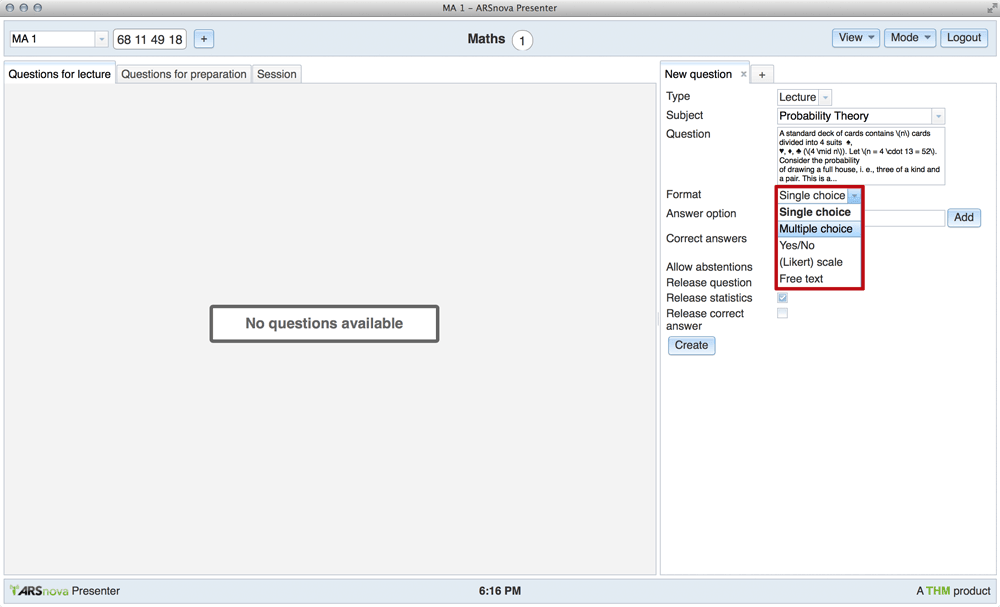 MA 1 – ARSnova Presenter
MA 1
68 11 49 18
+
Maths 1
View
Mode
Logout
Questions for lecture
Questions for preparation
Session
New question
×
+
Type
Lecture
Subject
Probability Theory
Question
A standard deck of cards contains \(n\) cards
divided into 4 suits ♠,
♥, ♦, ♣ (\(4 \mid n\)). Let \(n = 4 \cdot 13 = 52\).
Consider the probability
of drawing a full house, i. e., three of a kind and
a pair. This is a...
Format
Single choice
Single choice
Multiple choice
Yes/No
(Likert) scale
Free text
Answer option
Add
Correct answers
Allow abstentions
Release question
Release statistics
Release correct
answer
Create
No questions available
ARSnova Presenter
6:16 PM
A THM product